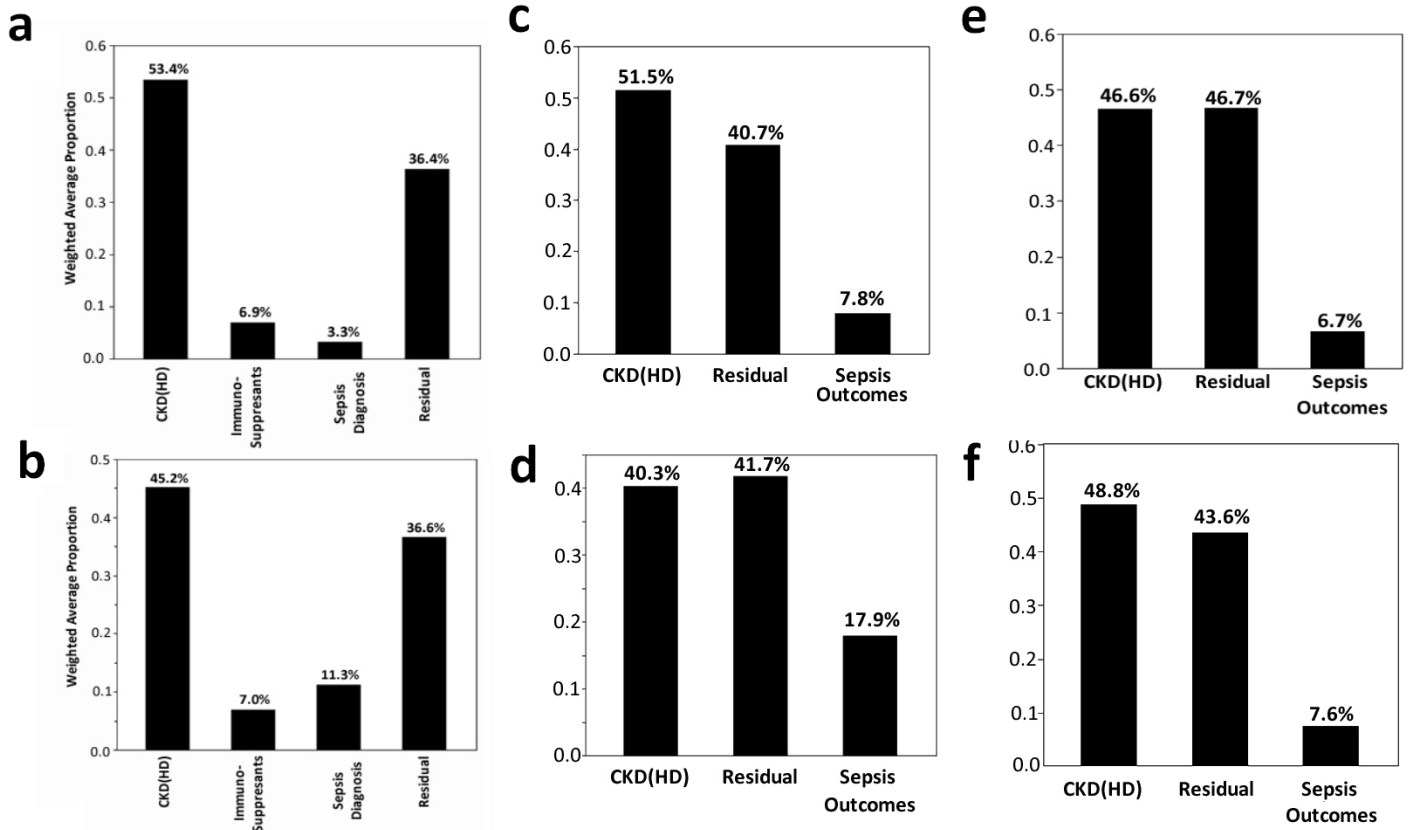 a
Weighted Average Proportion
0.6
0.5
0.4
0.3
0.2
0.1
0.0
53.4%
6.9%
3.3%
36.4%
CKD(HD)
Immuno-
Suppresants
Sepsis
Diagnosis
Residual
b
Weighted Average Proportion
0.5
0.4
0.3
0.2
0.1
0.0
45.2%
7.0%
11.3%
36.6%
CKD(HD)
Immuno-
Suppresants
Sepsis
Diagnosis
Residual
c
0.6
0.5
0.4
0.3
0.2
0.1
0.0
51.5%
40.7%
7.8%
CKD(HD)
Residual
Sepsis
Outcomes
d
0.4
0.3
0.2
0.1
0.0
40.3%
41.7%
17.9%
CKD(HD)
Residual
Sepsis
Outcomes
e
0.6
0.5
0.4
0.3
0.2
0.1
0.0
46.6%
46.7%
6.7%
CKD(HD)
Residual
Sepsis
Outcomes
f
0.6
0.5
0.4
0.3
0.2
0.1
0.0
48.8%
43.6%
7.6%
CKD(HD)
Residual
Sepsis
Outcomes